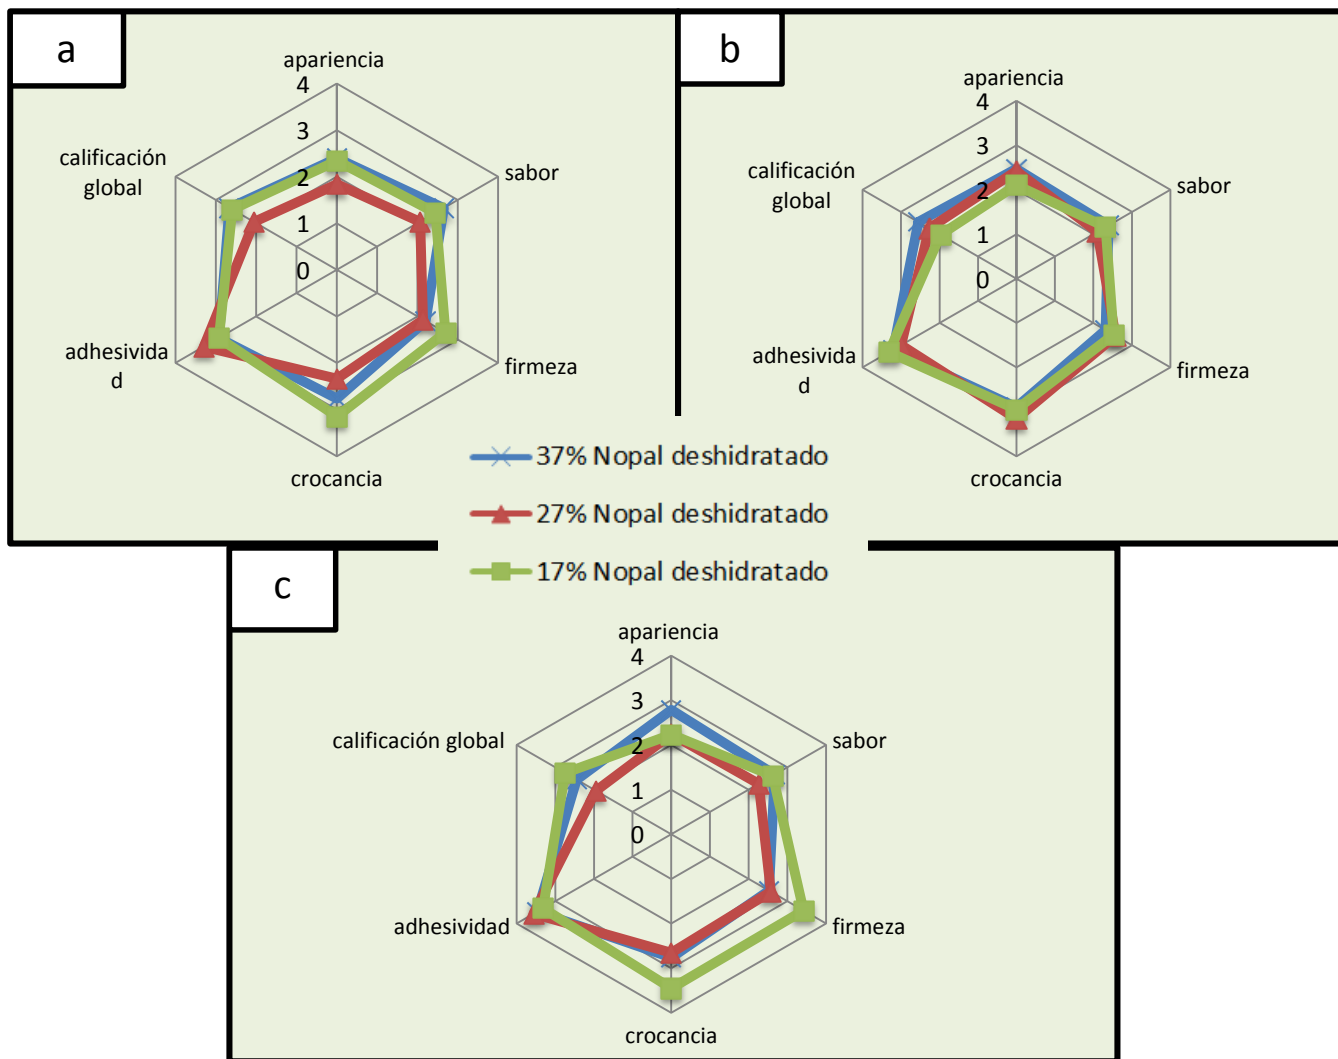 a
apariencia
4
3
2
1
0
sabor
firmeza
crocancia
adhesivida
d
calificación
global
b
apariencia
4
3
2
1
0
sabor
firmeza
crocancia
adhesivida
d
calificación
global
37% Nopal deshidratado
27% Nopal deshidratado
17% Nopal deshidratado
c
apariencia
4
3
2
1
0
sabor
firmeza
crocancia
adhesividad
calificación global